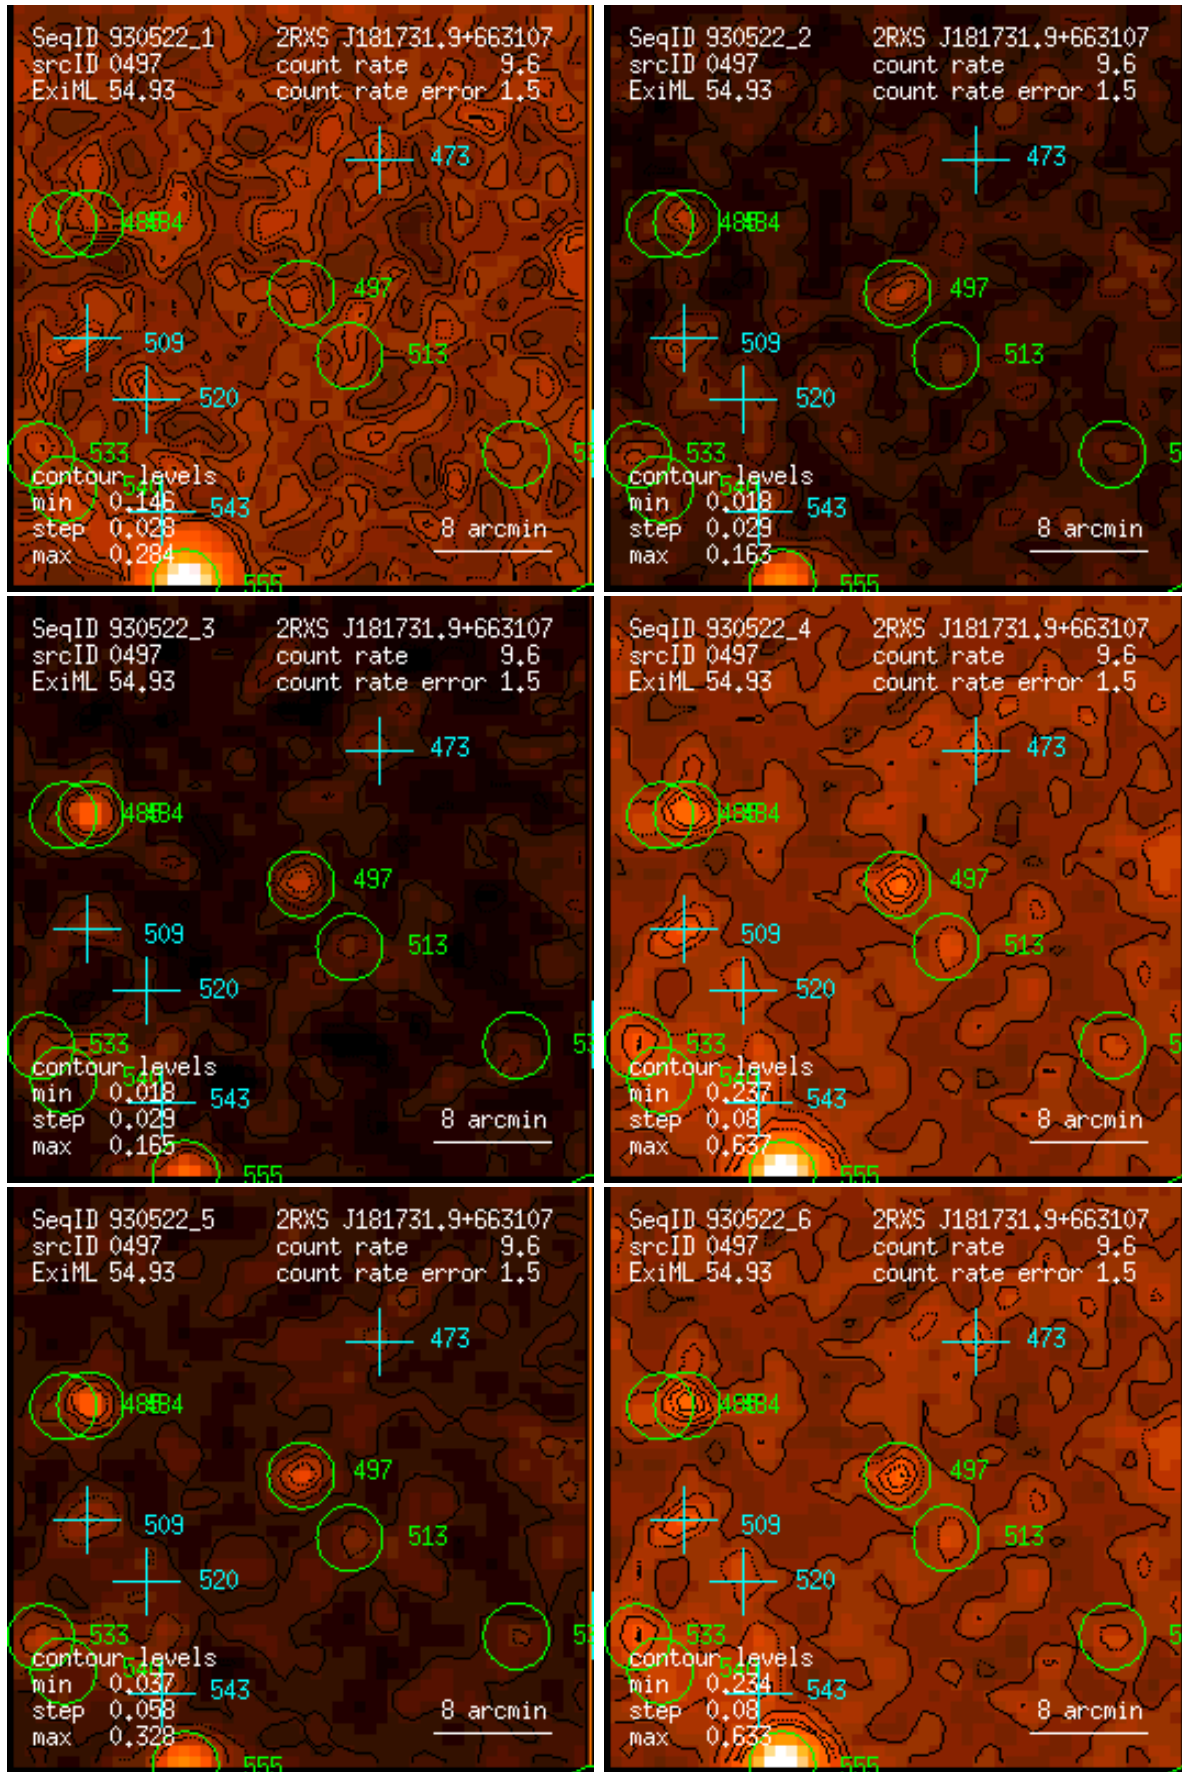 SeqID 930522_1 2RXS J181731.9+663107
srcID 0497 count rate 9.6
ExiML 54.93 count rate error 1.5
473
484
497
509
513
520
533
contour levels
min 0.146
543
step 0.028
8 arcmin
max 0.284
555
SeqID 930522_2 2RXS J181731.9+663107
srcID 0497 count rate 9.6
ExiML 54.93 count rate error 1.5
473
484
497
509
513
520
533
contour levels
min 0.018
543
step 0.029
8 arcmin
max 0.163
555
SeqID 930522_3 2RXS J181731.9+663107
srcID 0497 count rate 9.6
ExiML 54.93 count rate error 1.5
473
484
497
509
513
520
533
contour levels
min 0.018
543
step 0.029
8 arcmin
max 0.165
555
SeqID 930522_4 2RXS J181731.9+663107
srcID 0497 count rate 9.6
ExiML 54.93 count rate error 1.5
473
484
497
509
513
520
533
contour levels
min 0.237
543
step 0.08
8 arcmin
max 0.637
555
SeqID 930522_5 2RXS J181731.9+663107
srcID 0497 count rate 9.6
ExiML 54.93 count rate error 1.5
473
484
497
509
513
520
533
contour levels
min 0.037
543
step 0.058
8 arcmin
max 0.328
555
SeqID 930522_6 2RXS J181731.9+663107
srcID 0497 count rate 9.6
ExiML 54.93 count rate error 1.5
473
484
497
509
513
520
533
contour levels
min 0.234
543
step 0.08
8 arcmin
max 0.633
555